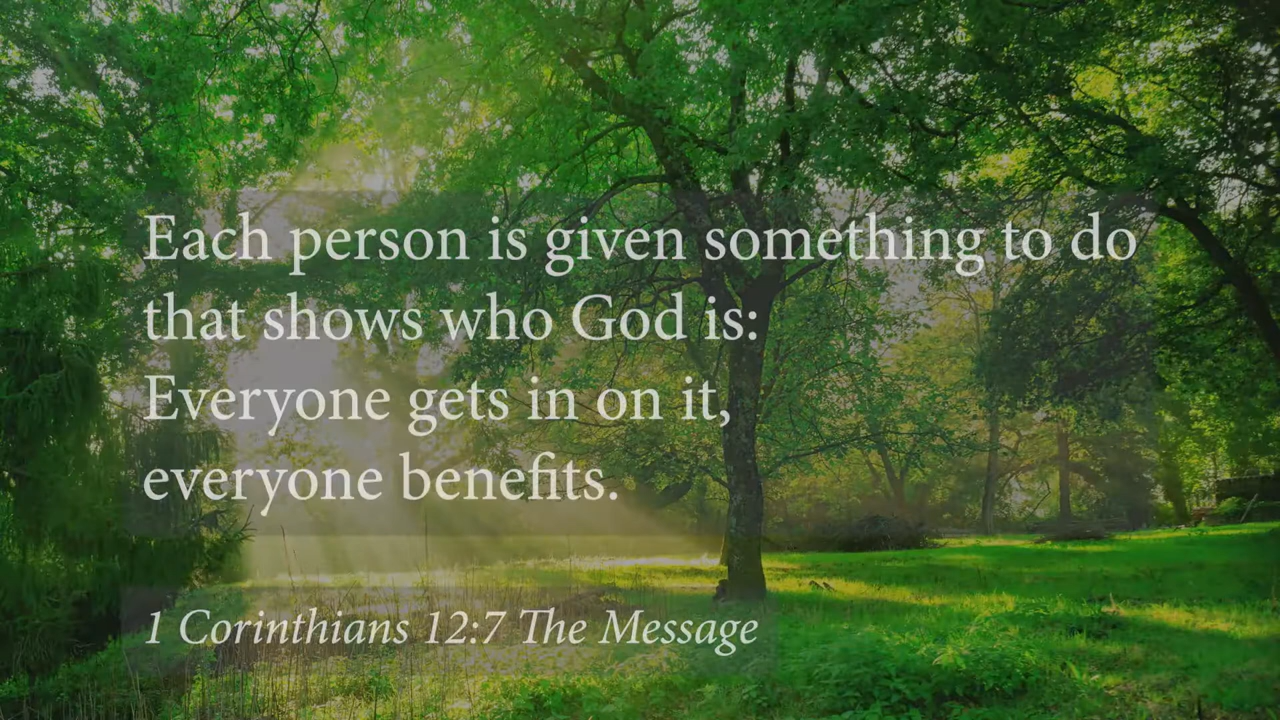 Each person is given something to do
that shows who God is:
Everyone gets in on it,
everyone benefits.
1 Corinthians 12:7 The Message